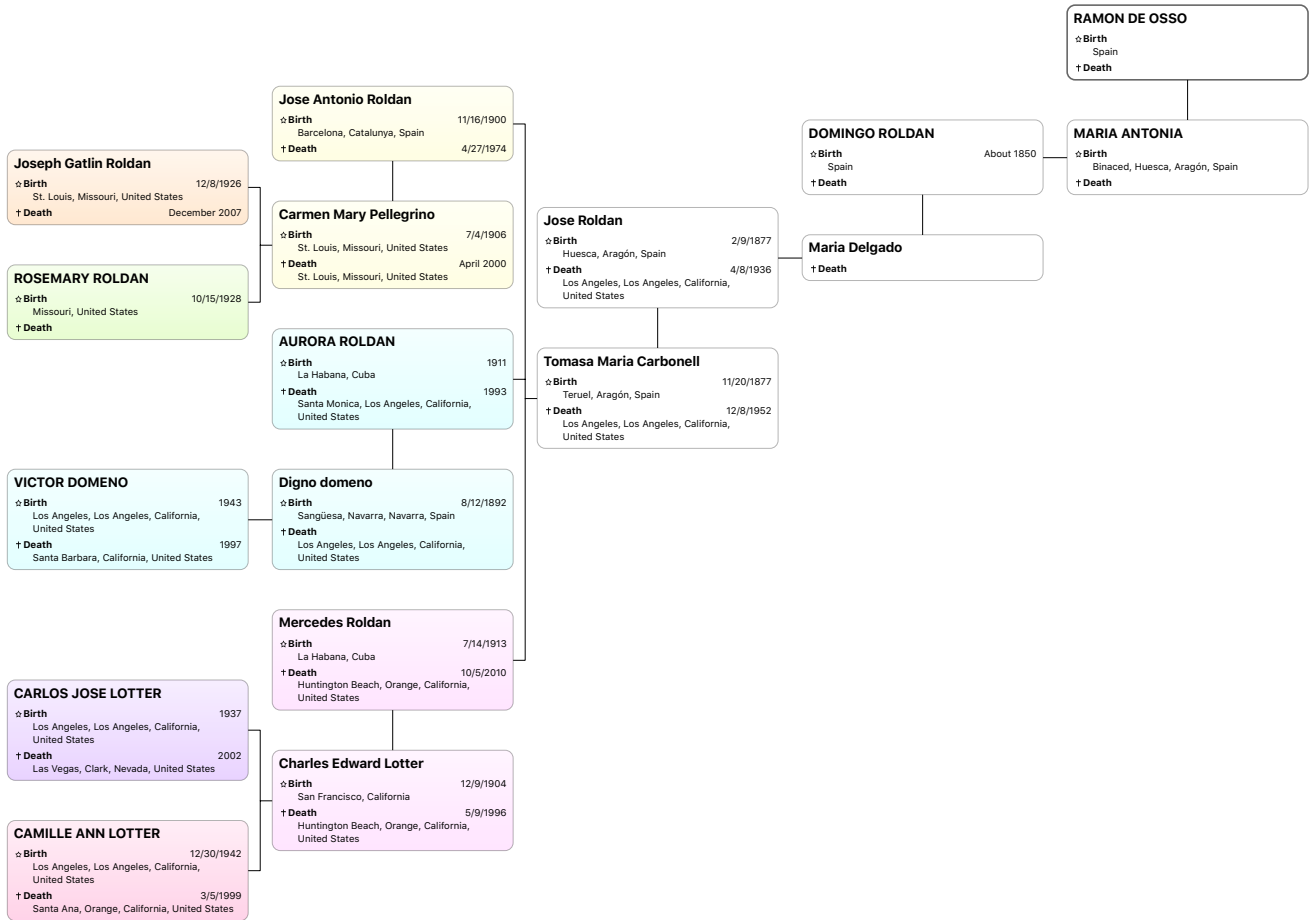 RAMON DE OSSO
☆Birth
Spain
†Death
Jose Antonio Roldan
☆Birth 11/16/1900
Barcelona, Catalunya, Spain
†Death 4/27/1974
DOMINGO ROLDAN
☆Birth About 1850
Spain
†Death
MARIA ANTONIA
☆Birth
Binaced, Huesca, Aragón, Spain
†Death
Joseph Gatlin Roldan
☆Birth 12/8/1926
St. Louis, Missouri, United States
†Death December 2007
Carmen Mary Pellegrino
☆Birth 7/4/1906
St. Louis, Missouri, United States
†Death April 2000
St. Louis, Missouri, United States
Jose Roldan
☆Birth 2/9/1877
Huesca, Aragón, Spain
†Death 4/8/1936
Los Angeles, Los Angeles, California,
United States
Maria Delgado
†Death
ROSEMARY ROLDAN
☆Birth 10/15/1928
Missouri, United States
†Death
AURORA ROLDAN
☆Birth 1911
La Habana, Cuba
†Death 1993
Santa Monica, Los Angeles, California,
United States
Tomasa Maria Carbonell
☆Birth 11/20/1877
Teruel, Aragón, Spain
†Death 12/8/1952
Los Angeles, Los Angeles, California,
United States
VICTOR DOMENO
☆Birth 1943
Los Angeles, Los Angeles, California,
United States
†Death 1997
Santa Barbara, California, United States
Digno domeno
☆Birth 8/12/1892
Sangüesa, Navarra, Navarra, Spain
†Death
Los Angeles, Los Angeles, California,
United States
Mercedes Roldan
☆Birth 7/14/1913
La Habana, Cuba
†Death 10/5/2010
Huntington Beach, Orange, California,
United States
CARLOS JOSE LOTTER
☆Birth 1937
Los Angeles, Los Angeles, California,
United States
†Death 2002
Las Vegas, Clark, Nevada, United States
Charles Edward Lotter
☆Birth 12/9/1904
San Francisco, California
†Death 5/9/1996
Huntington Beach, Orange, California,
United States
CAMILLE ANN LOTTER
☆Birth 12/30/1942
Los Angeles, Los Angeles, California,
United States
†Death 3/5/1999
Santa Ana, Orange, California, United States